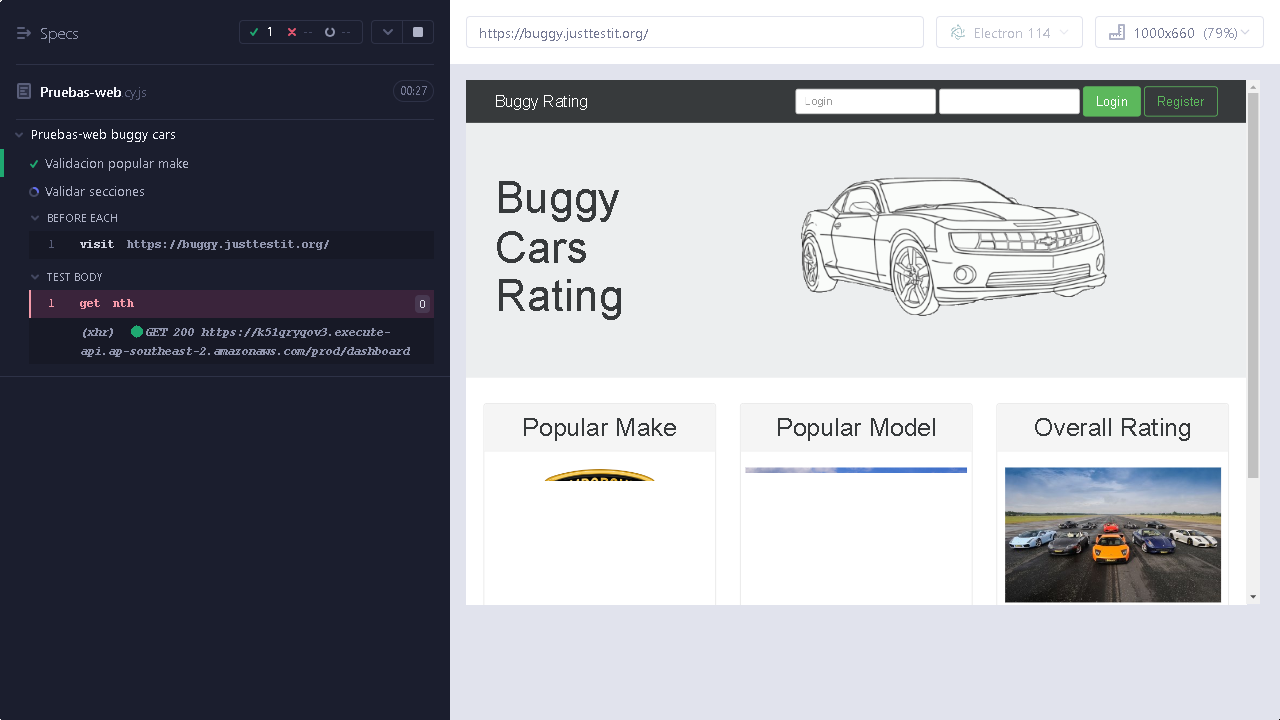 Specs
1 -- --
https://buggy.justtestit.org/
Electron 114
1000x660 (79%)
Pruebas-web cy.js
00:27
Pruebas-web buggy cars
Validacion popular make
Validar secciones
BEFORE EACH
1 visit https://buggy.justtestit.org/
TEST BODY
1 get nth 0
(xhr) GET 200 https://k51qryqov3.execute-
api.ap-southeast-2.amazonaws.com/prod/dashboard
Buggy Rating
Login
Login
Register
Buggy
Cars
Rating
Popular Make
Popular Model
Overall Rating